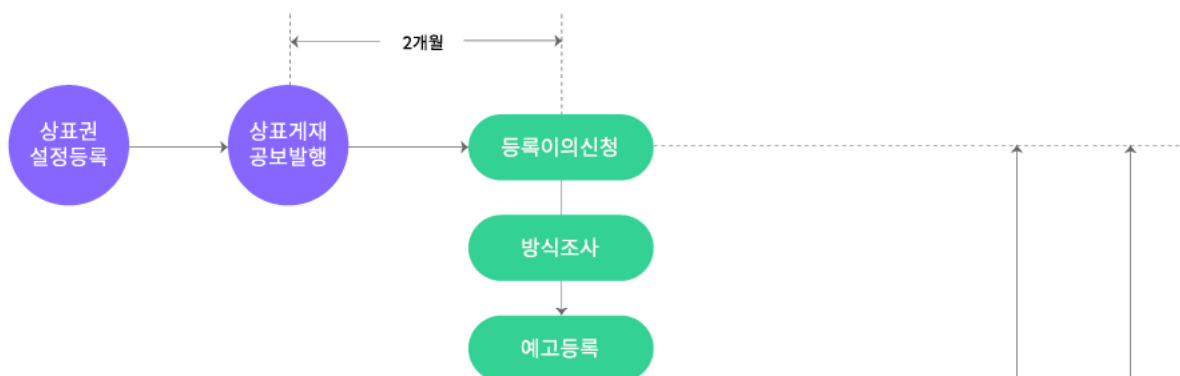 2개월
상표권
설정등록
상표게재
공보발행
등록이의신청
방식조사
예고등록